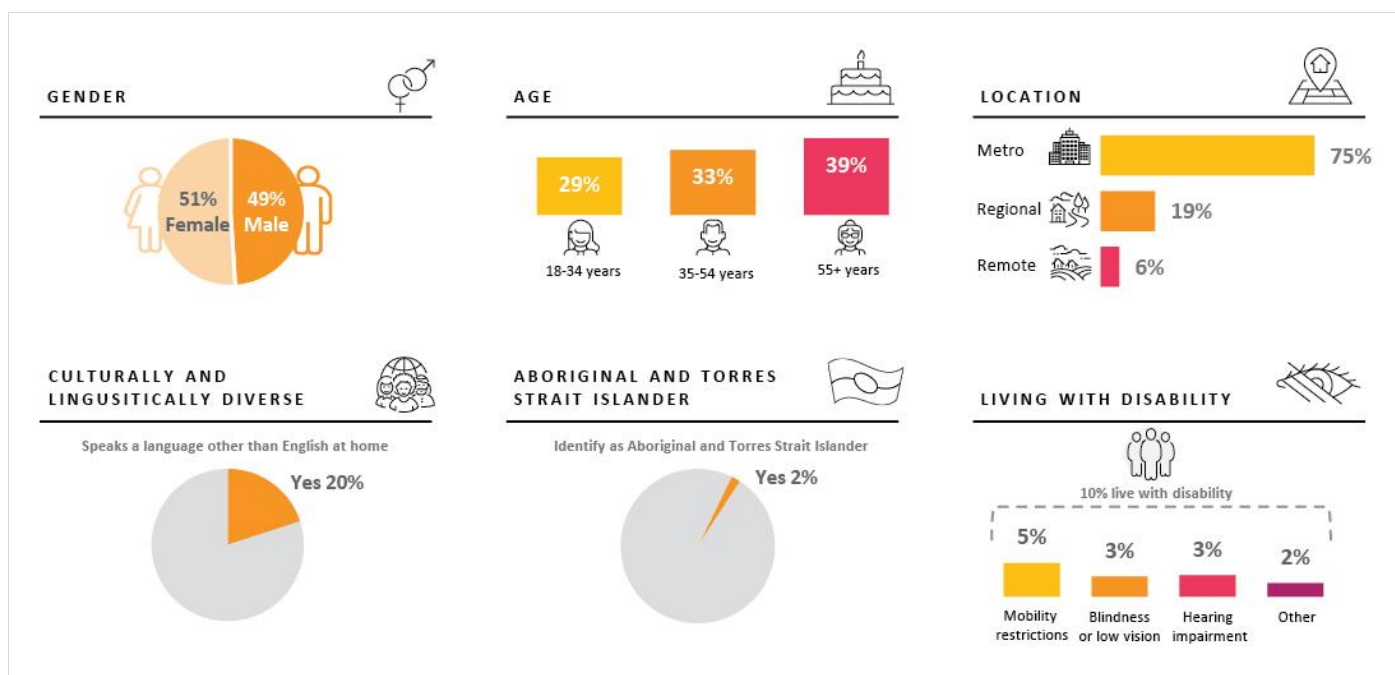 GENDER
51%
Female
49%
Male
AGE
29%
33%
39%
18-34 years
35-54 years
55+ years
LOCATION
Metro
75%
Regional
19%
Remote
6%
CULTURALLY AND
LINGUSITICALLY DIVERSE
Speaks a language other than English at home
Yes 20%
ABORIGINAL AND TORRES
STRAIT ISLANDER
Identify as Aboriginal and Torres Strait Islander
Yes 2%
LIVING WITH DISABILITY
10% live with disability
5%
3%
3%
2%
Mobility
restrictions
Blindness
or low vision
Hearing
impairment
Other